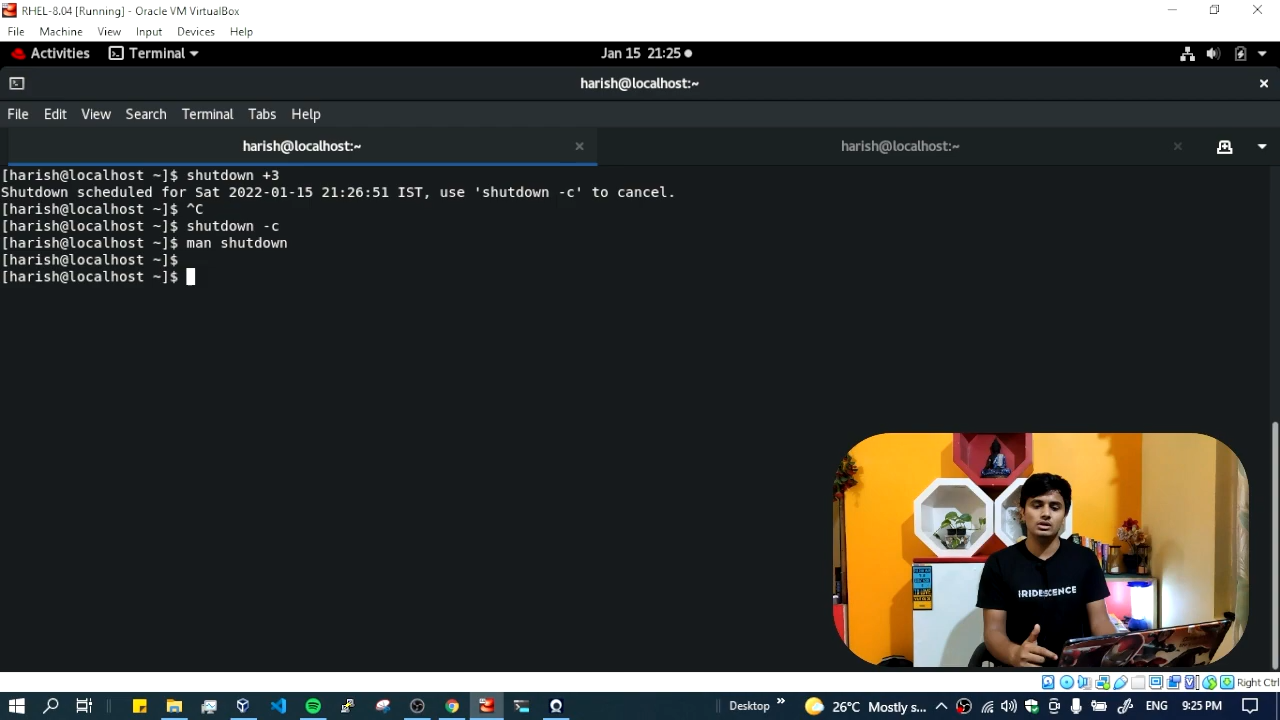 RHEL-8.04 [Running] - Oracle VM VirtualBox
File Machine View Input Devices Help
Activities Terminal Jan 15 21:25
harish@localhost:~
File Edit View Search Terminal Tabs Help
harish@localhost:~ harish@localhost:~
[harish@localhost ~]$ shutdown +3
Shutdown scheduled for Sat 2022-01-15 21:26:51 IST, use 'shutdown -c' to cancel.
[harish@localhost ~]$ ^C
[harish@localhost ~]$ shutdown -c
[harish@localhost ~]$ man shutdown
[harish@localhost ~]$
[harish@localhost ~]$
IRIDESCENCE
Right Ctrl
Desktop 26°C Mostly s... ENG 9:25 PM